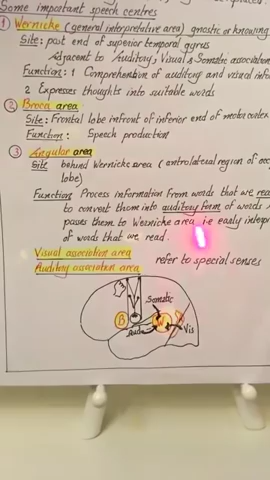 Some important speech centres
① Wernicke (general interpretative area) gnostic or knowing
Site: post end of superior temporal gyrus
Adjacent to Auditory, Visual & Somatic association
Function: 1 Comprehension of auditory and visual info
2 Expresses thoughts into suitable words
② Broca area
Site: Frontal lobe infront of inferior end of motor cortex
Function: Speech production
③ Angular area
Site behind Wernicke area (entrolateral region of occ
lobe)
Function Process information from words that we rea
to convert them into auditory form of words
passes them to Wernicke area i.e early interp
of words that we read.
Visual association area
Auditory association area
refer to special senses
Somatic
B
W
Aud
Vis